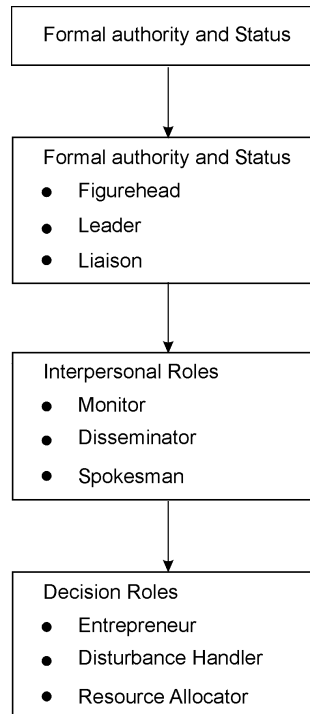 Formal authority and Status
Formal authority and Status
● Figurehead
● Leader
● Liaison
Interpersonal Roles
● Monitor
● Disseminator
● Spokesman
Decision Roles
● Entrepreneur
● Disturbance Handler
● Resource Allocator